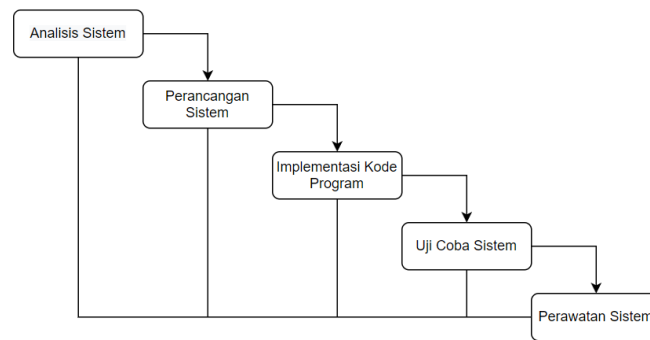 Analisis Sistem
Perancangan
Sistem
Implementasi Kode
Program
Uji Coba Sistem
Perawatan Sistem